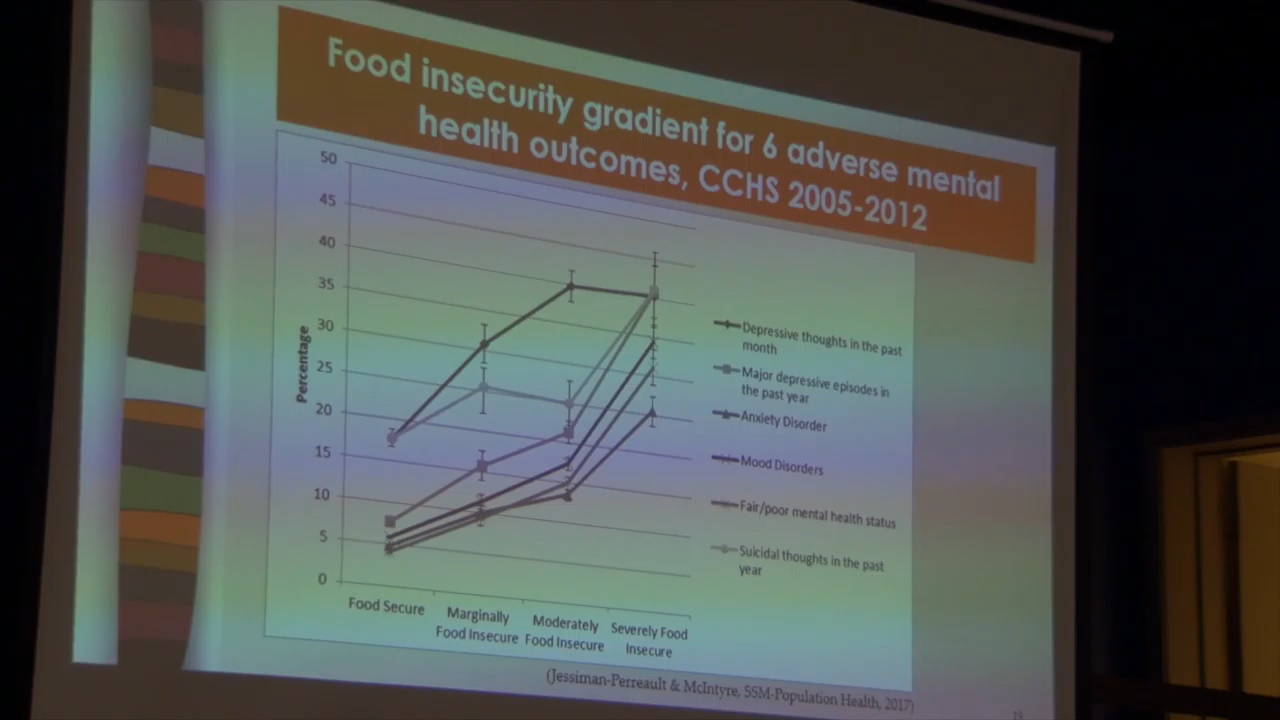 Food insecurity gradient for 6 adverse mental
health outcomes, CCHS 2005-2012
50
45
40
35
30
25
20
15
10
5
0
Percentage
Food Secure
Marginally
Food Insecure
Moderately
Food Insecure
Severely Food
Insecure
Depressive thoughts in the past
month
Major depressive episodes in
the past year
Anxiety Disorder
Mood Disorders
Fair/poor mental health status
Suicidal thoughts in the past
year
(Jessiman-Perreault & McIntyre, SSM-Population Health, 2017)